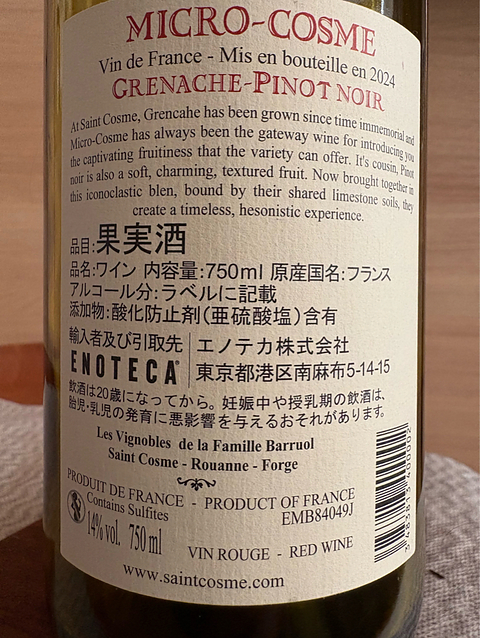 MICRO-COSME
Vin de France - Mis en bouteille en 2024
GRENACHE-PINOT NOIR
At Saint Cosme, Grencahe has been grown since time immemorial and
Micro-Cosme has always been the gateway wine for introducing you
the captivating fruitiness that the variety can offer. It's cousin, Pinot
noir is also a soft, charming, textured fruit. Now brought together in
this iconoclastic blen, bound by their shared limestone soils, they
create a timeless, hesonistic experience.
品目:果実酒
品名:ワイン 内容量:750ml 原産国名:フランス
アルコール分:ラベルに記載
添加物:酸化防止剤(亜硫酸塩)含有
輸入者及び引取先 エノテカ株式会社
ENOTECA® 東京都港区南麻布5-14-15
飲酒は20歳になってから。妊娠中や授乳期の飲酒は、
胎児・乳児の発育に悪影響を与えるおそれがあります。
Les Vignobles de la Famille Barruol
Saint Cosme - Rouanne - Forge
PRODUIT DE FRANCE - PRODUCT OF FRANCE
Contains Sulfites EMB84049J
14% vol. 750 ml
VIN ROUGE - RED WINE
www.saintcosme.com